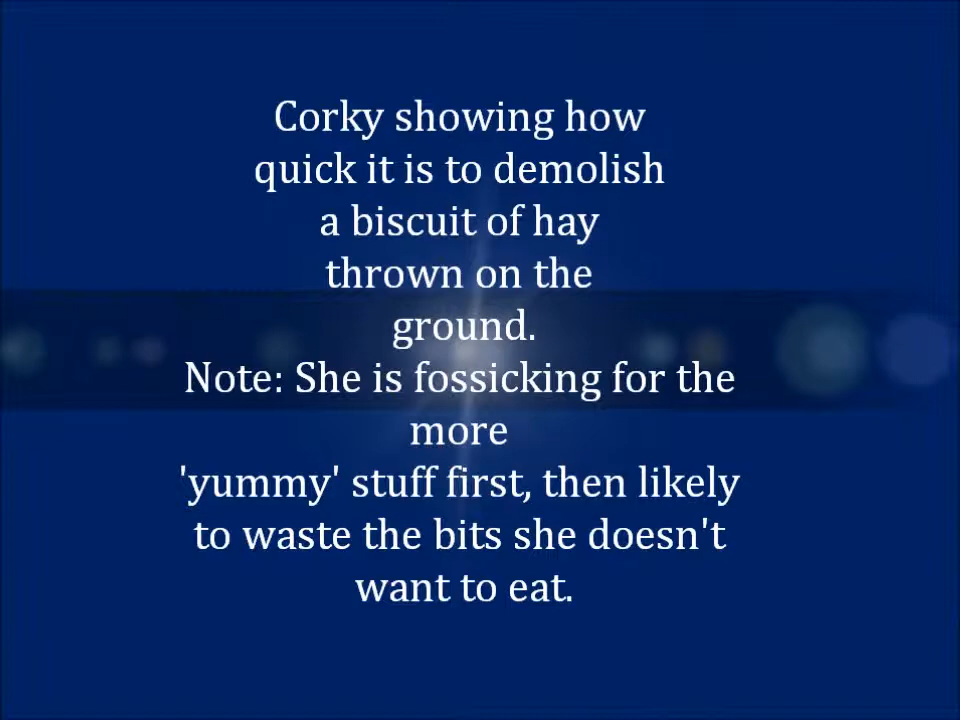 Corky showing how
quick it is to demolish
a biscuit of hay
thrown on the
ground.
Note: She is fossicking for the
more
'yummy' stuff first, then likely
to waste the bits she doesn't
want to eat.